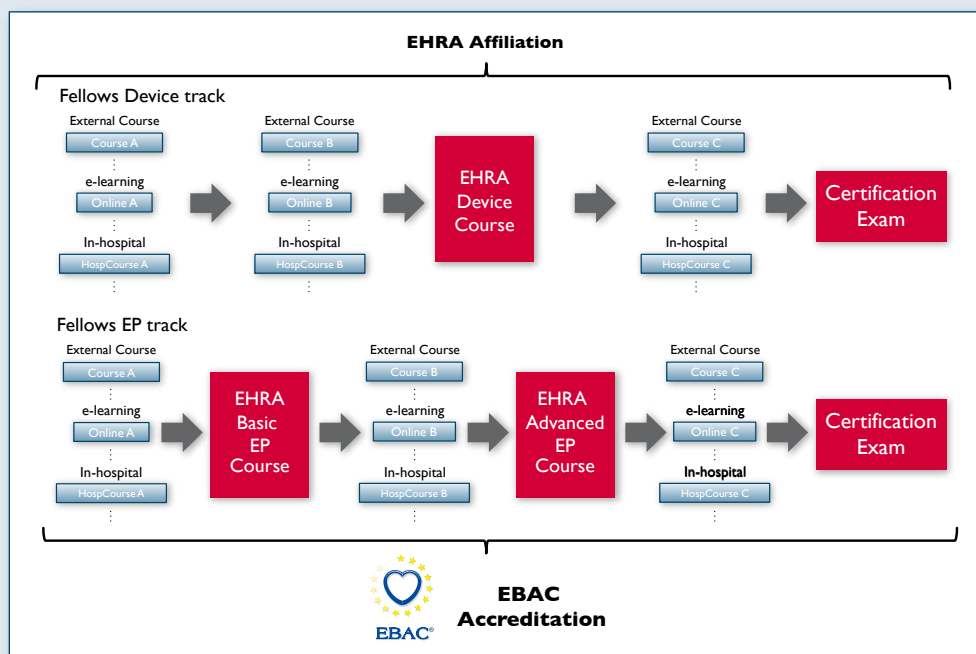 EHRA Affiliation
Fellows Device track
External Course
Course A
e-learning
Online A
In-hospital
HospCourse A
External Course
Course B
e-learning
Online B
In-hospital
HospCourse B
EHRA
Device
Course
External Course
Course C
e-learning
Online C
In-hospital
HospCourse C
Certification
Exam
Fellows EP track
External Course
Course A
e-learning
Online A
In-hospital
HospCourse A
EHRA
Basic
EP
Course
External Course
Course B
e-learning
Online B
In-hospital
HospCourse B
EHRA
Advanced
EP
Course
External Course
Course C
e-learning
Online C
In-hospital
HospCourse C
Certification
Exam
EBAC®
EBAC
Accreditation